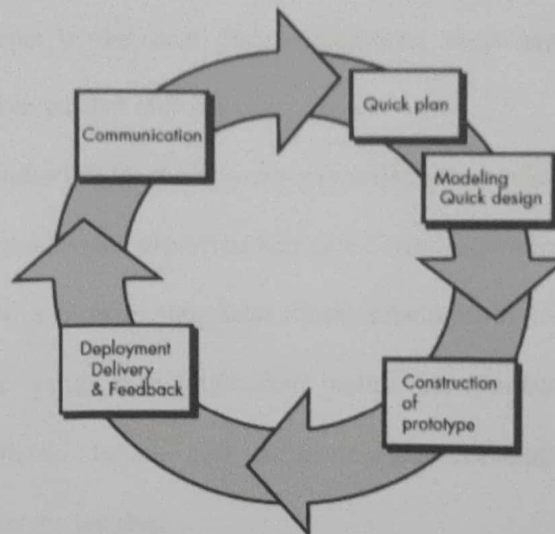 Communication
Quick plan
Modeling
Quick design
Construction
of
prototype
Deployment
Delivery
& Feedback